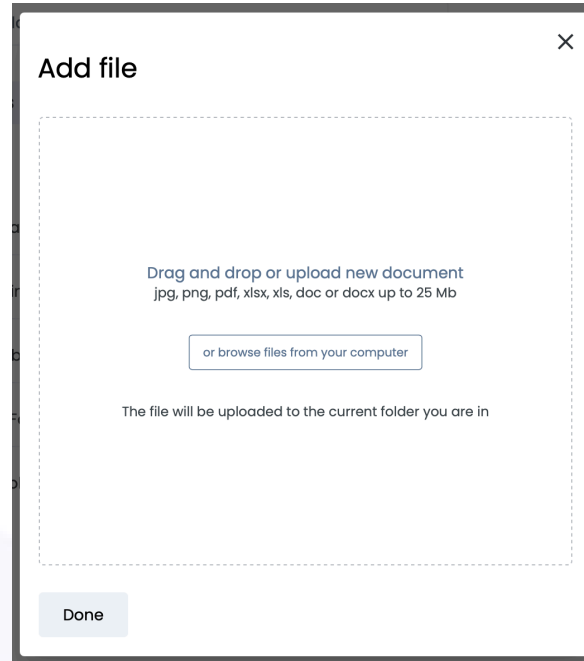 Add file
Drag and drop or upload new document
jpg, png, pdf, xlsx, xls, doc or docx up to 25 Mb
or browse files from your computer
The file will be uploaded to the current folder you are in
Done